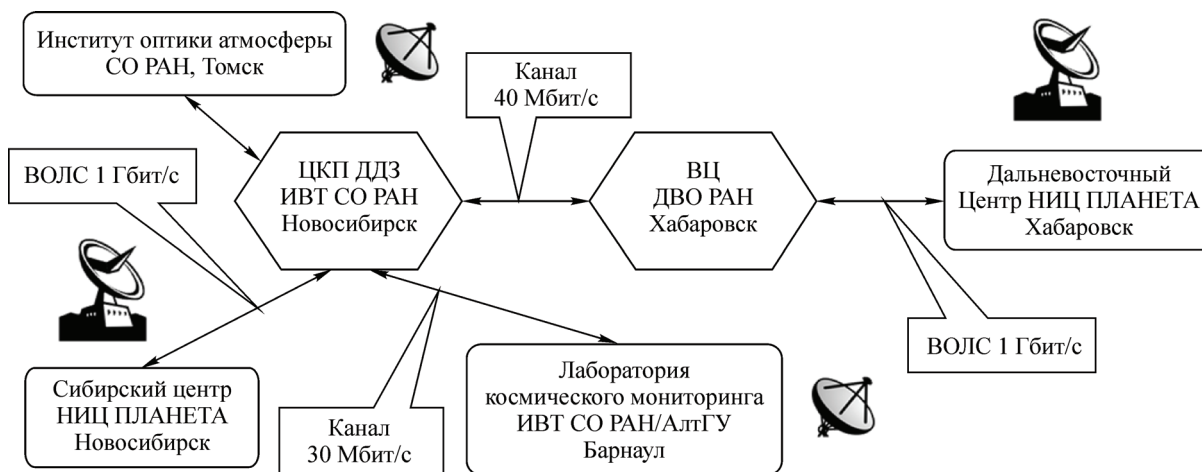 Институт оптики атмосферы
СО РАН, Томск
Канал
40 Мбит/с
ВОЛС 1 Гбит/с
ЦКП ДДЗ
ИВТ СО РАН
Новосибирск
ВЦ
ДВО РАН
Хабаровск
Дальневосточный
Центр НИЦ ПЛАНЕТА
Хабаровск
ВОЛС 1 Гбит/с
Сибирский центр
НИЦ ПЛАНЕТА
Новосибирск
Канал
30 Мбит/с
Лаборатория
космического мониторинга
ИВТ СО РАН/АлтГУ
Барнаул